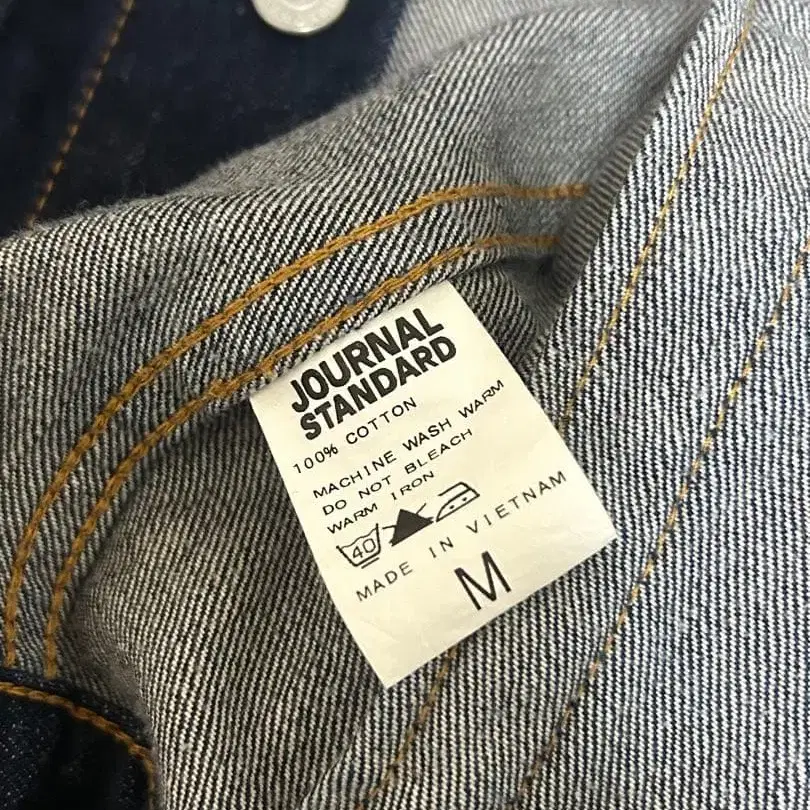 JOURNAL
STANDARD
100% COTTON
MACHINE WASH WARM
DO NOT BLEACH
WARM IRON
40
MADE IN VIETNAM
M